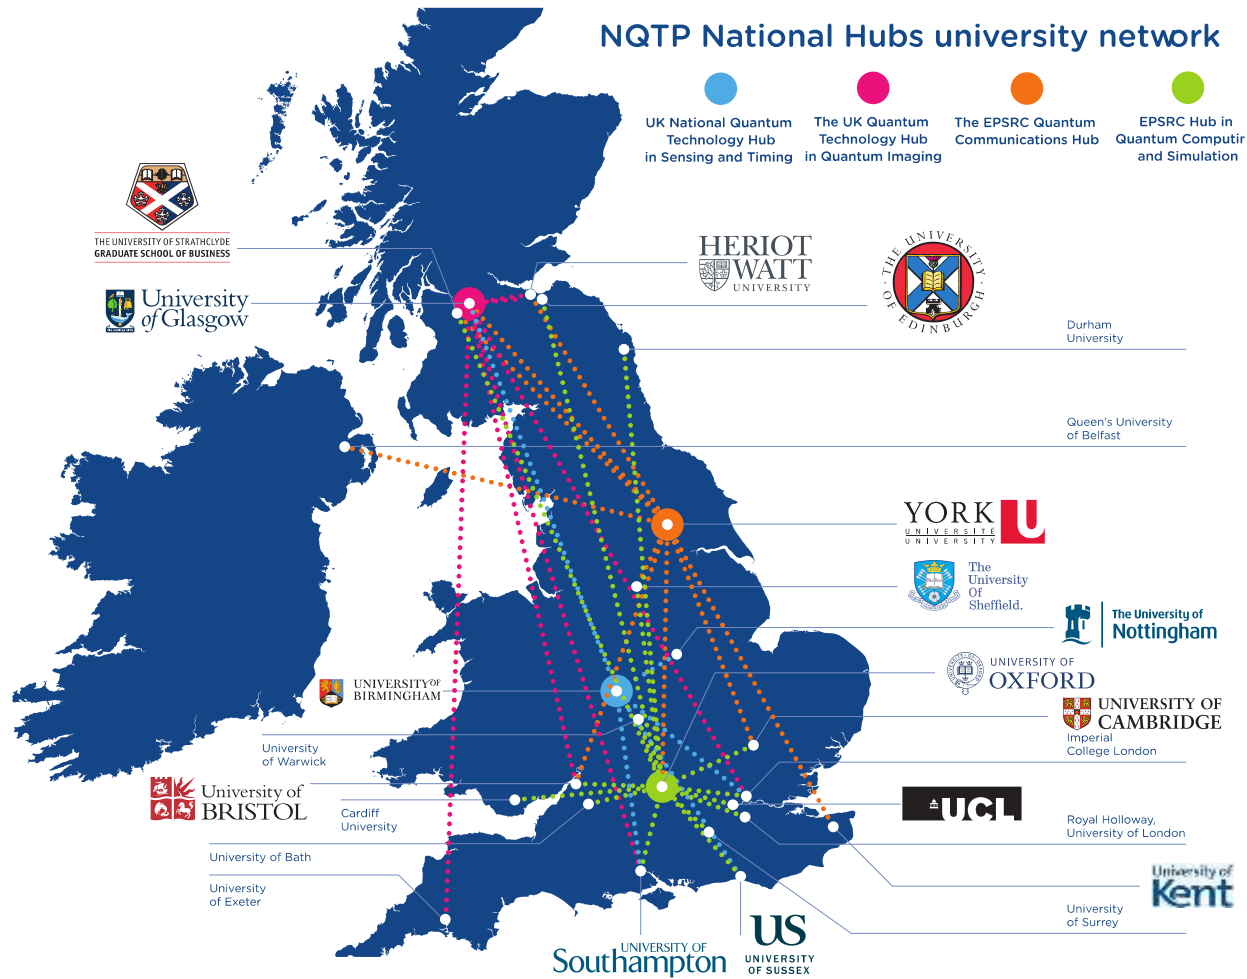 NQTP National Hubs university network
UK National Quantum
Technology Hub
in Sensing and Timing
The UK Quantum
Technology Hub
in Quantum Imaging
The EPSRC Quantum
Communications Hub
EPSRC Hub in
Quantum Computin
and Simulation
THE UNIVERSITY OF STRATHCLYDE
GRADUATE SCHOOL OF BUSINESS
HERIOT
WATT
UNIVERSITY
THE UNIVERSITY OF EDINBURGH
University
of Glasgow
Durham
University
Queen's University
of Belfast
YORK
UNIVERSITÉ
UNIVERSITY
U
The
University
Of
Sheffield.
The University of
Nottingham
UNIVERSITY OF
OXFORD
UNIVERSITY OF
BIRMINGHAM
UNIVERSITY OF
CAMBRIDGE
Imperial
College London
University
of Warwick
University of
BRISTOL
Cardiff
University
UCL
Royal Holloway,
University of London
University of Bath
University
of Exeter
University of
Kent
University
of Surrey
UNIVERSITY OF
Southampton
US
UNIVERSITY
OF SUSSEX